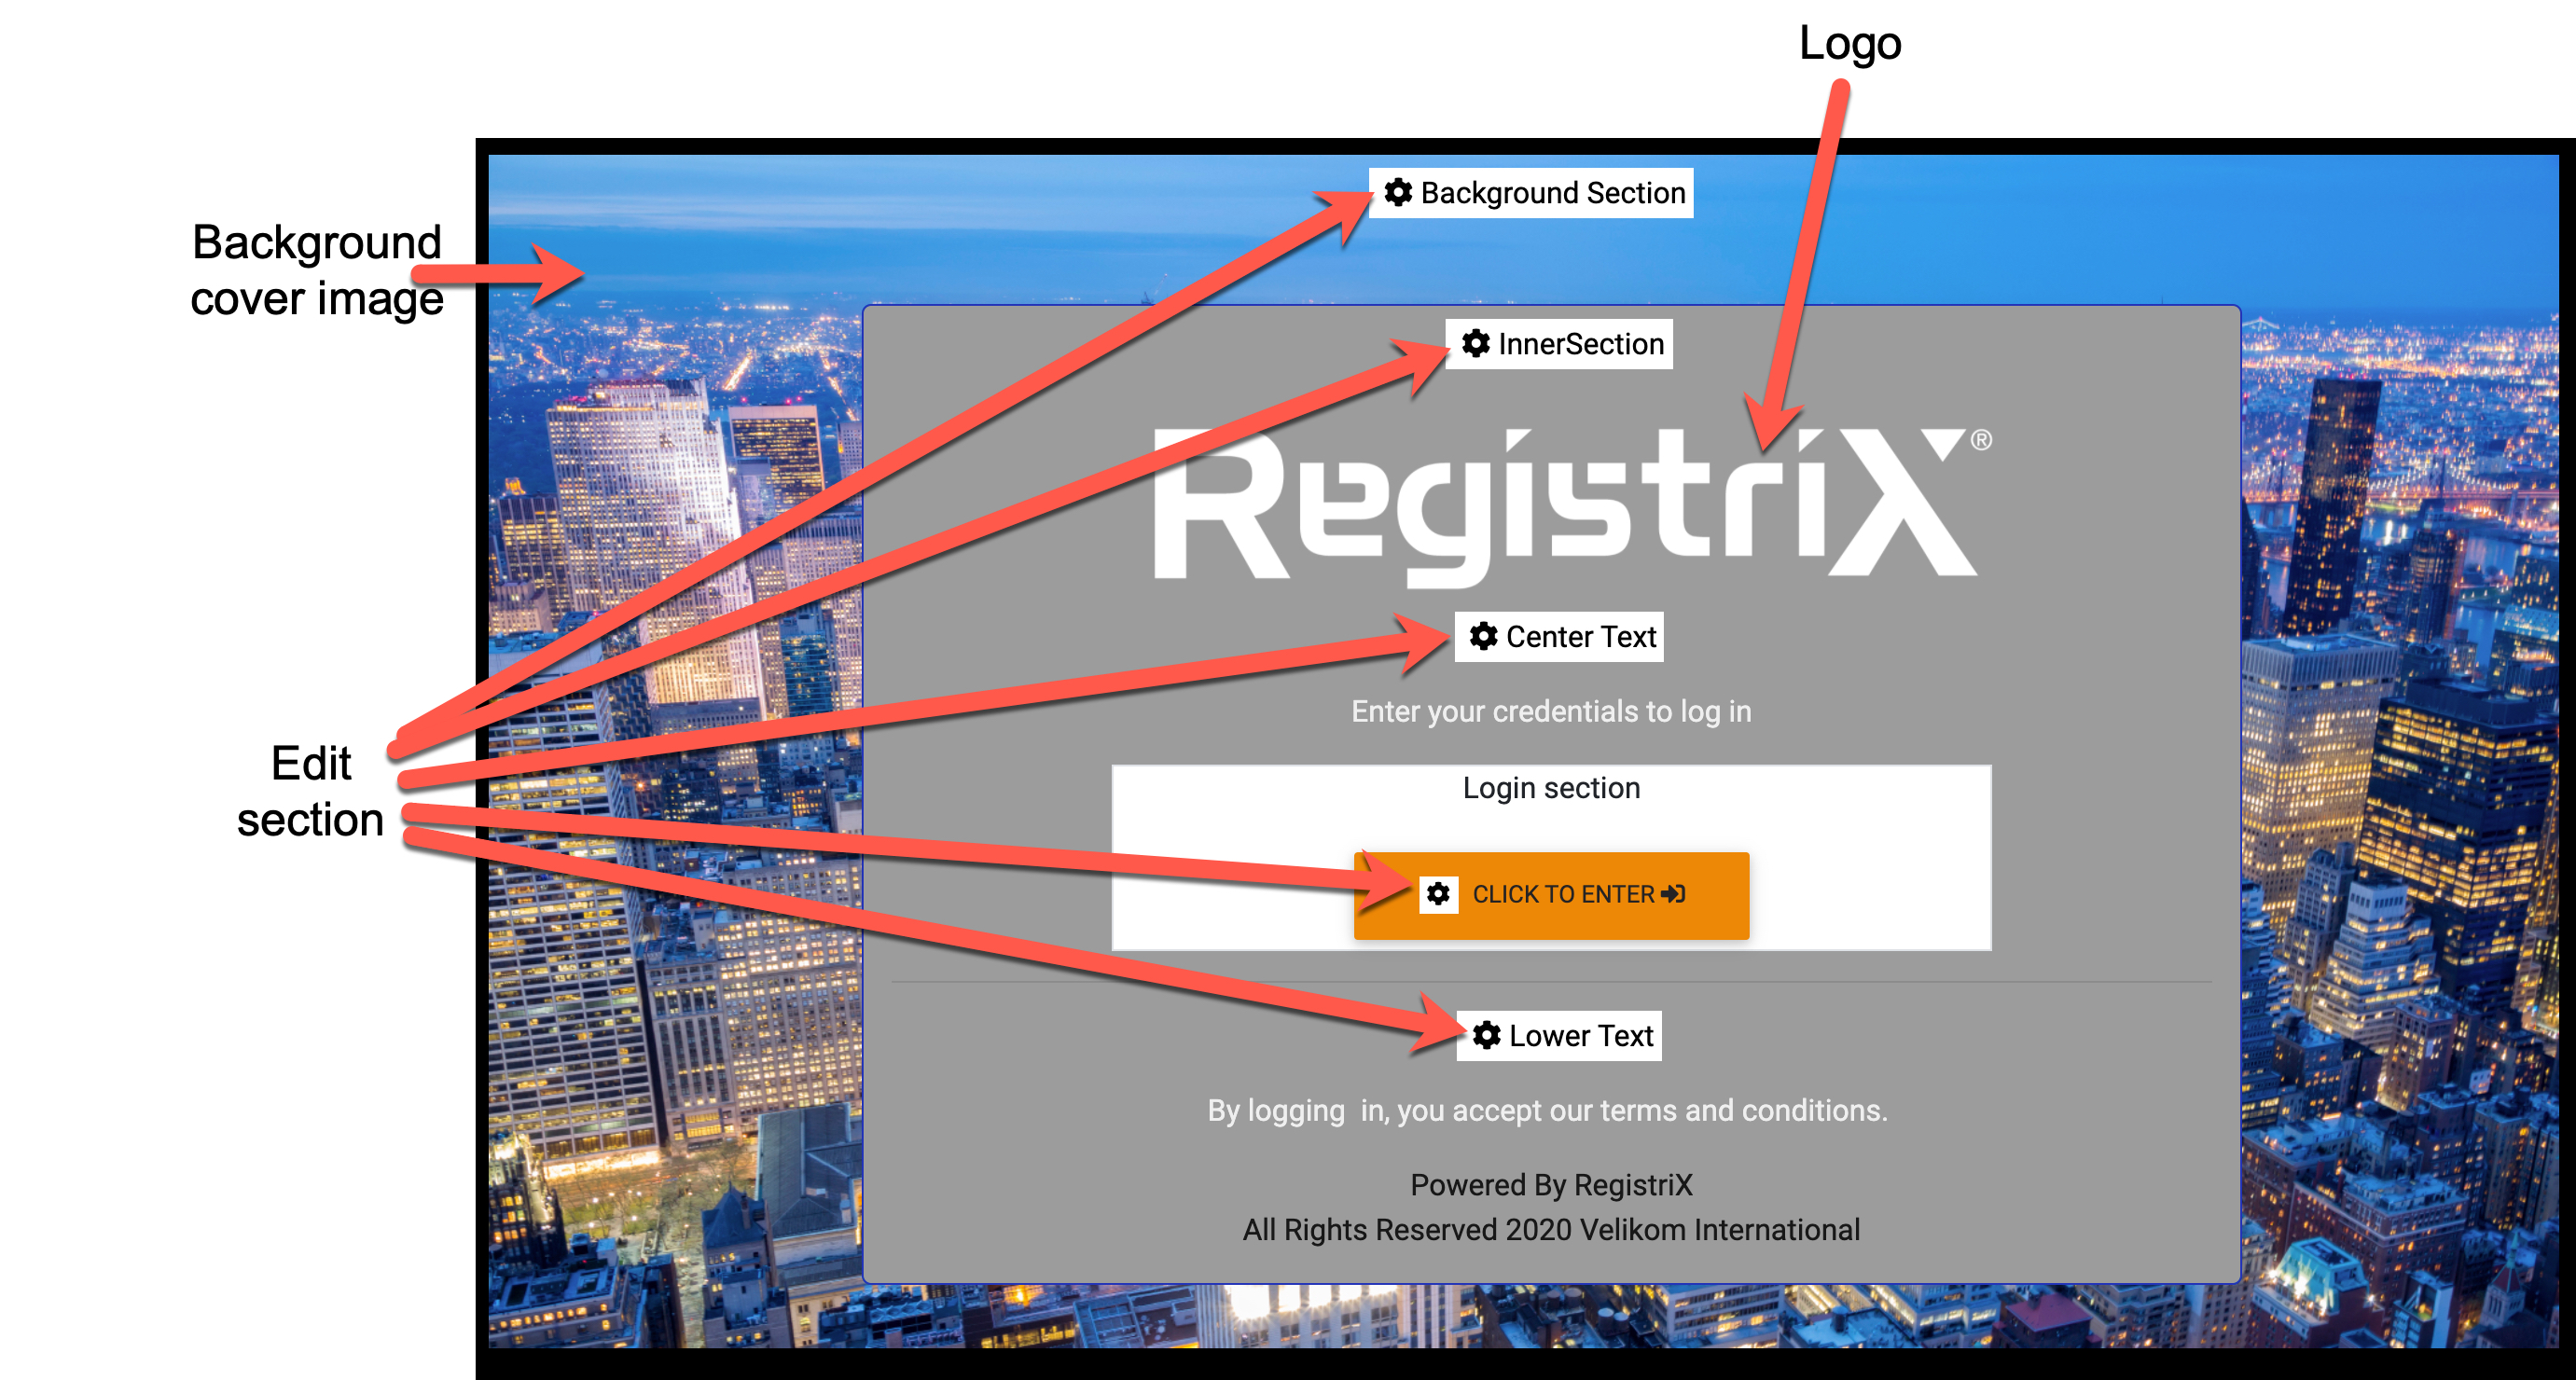 Logo
Background Section
Background
cover image
InnerSection
RegistriX®
Center Text
Enter your credentials to log in
Edit
section
Login section
CLICK TO ENTER
Lower Text
By logging  in, you accept our terms and conditions.
Powered By RegistriX
All Rights Reserved 2020 Velikom International